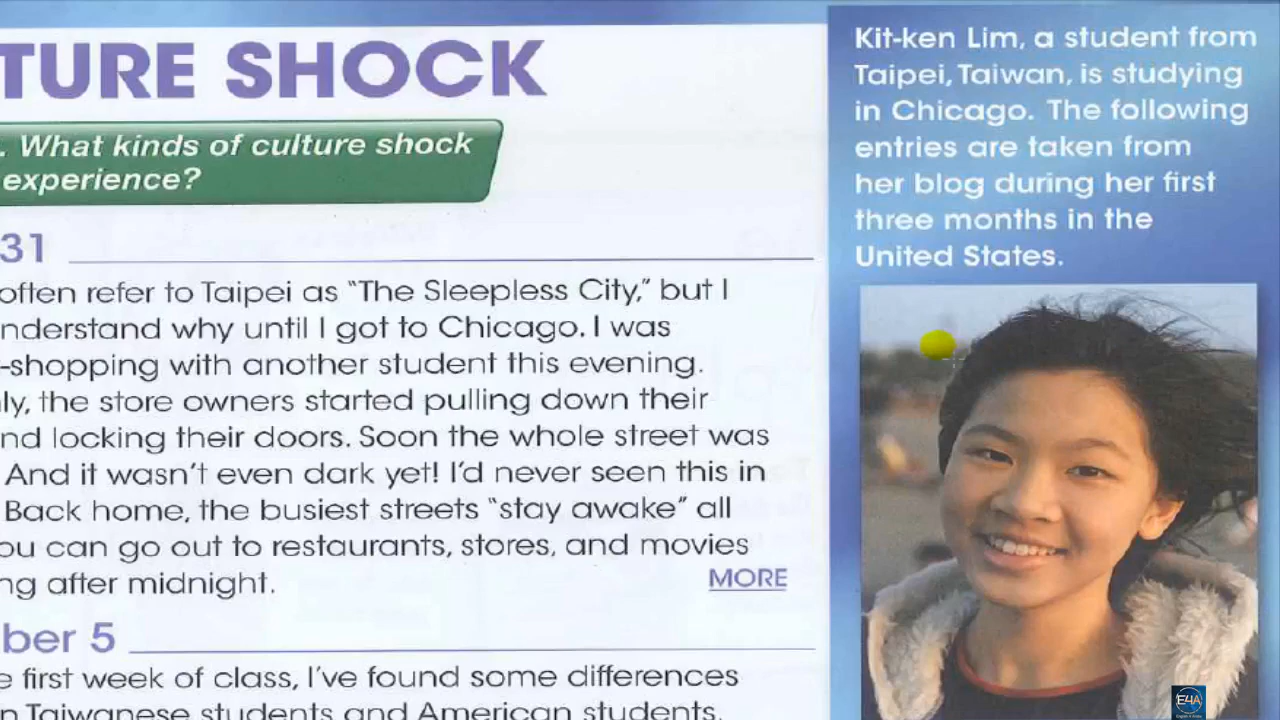 TURE SHOCK
. What kinds of culture shock
experience?
31
often refer to Taipei as “The Sleepless City,” but I
nderstand why until I got to Chicago. I was
-shopping with another student this evening.
ly, the store owners started pulling down their
nd locking their doors. Soon the whole street was
And it wasn’t even dark yet! I’d never seen this in
Back home, the busiest streets “stay awake” all
ou can go out to restaurants, stores, and movies
ng after midnight.
MORE
ber 5
e first week of class, I’ve found some differences
n Taiwanese students and American students.
Kit-ken Lim, a student from
Taipei, Taiwan, is studying
in Chicago. The following
entries are taken from
her blog during her first
three months in the
United States.
E4A